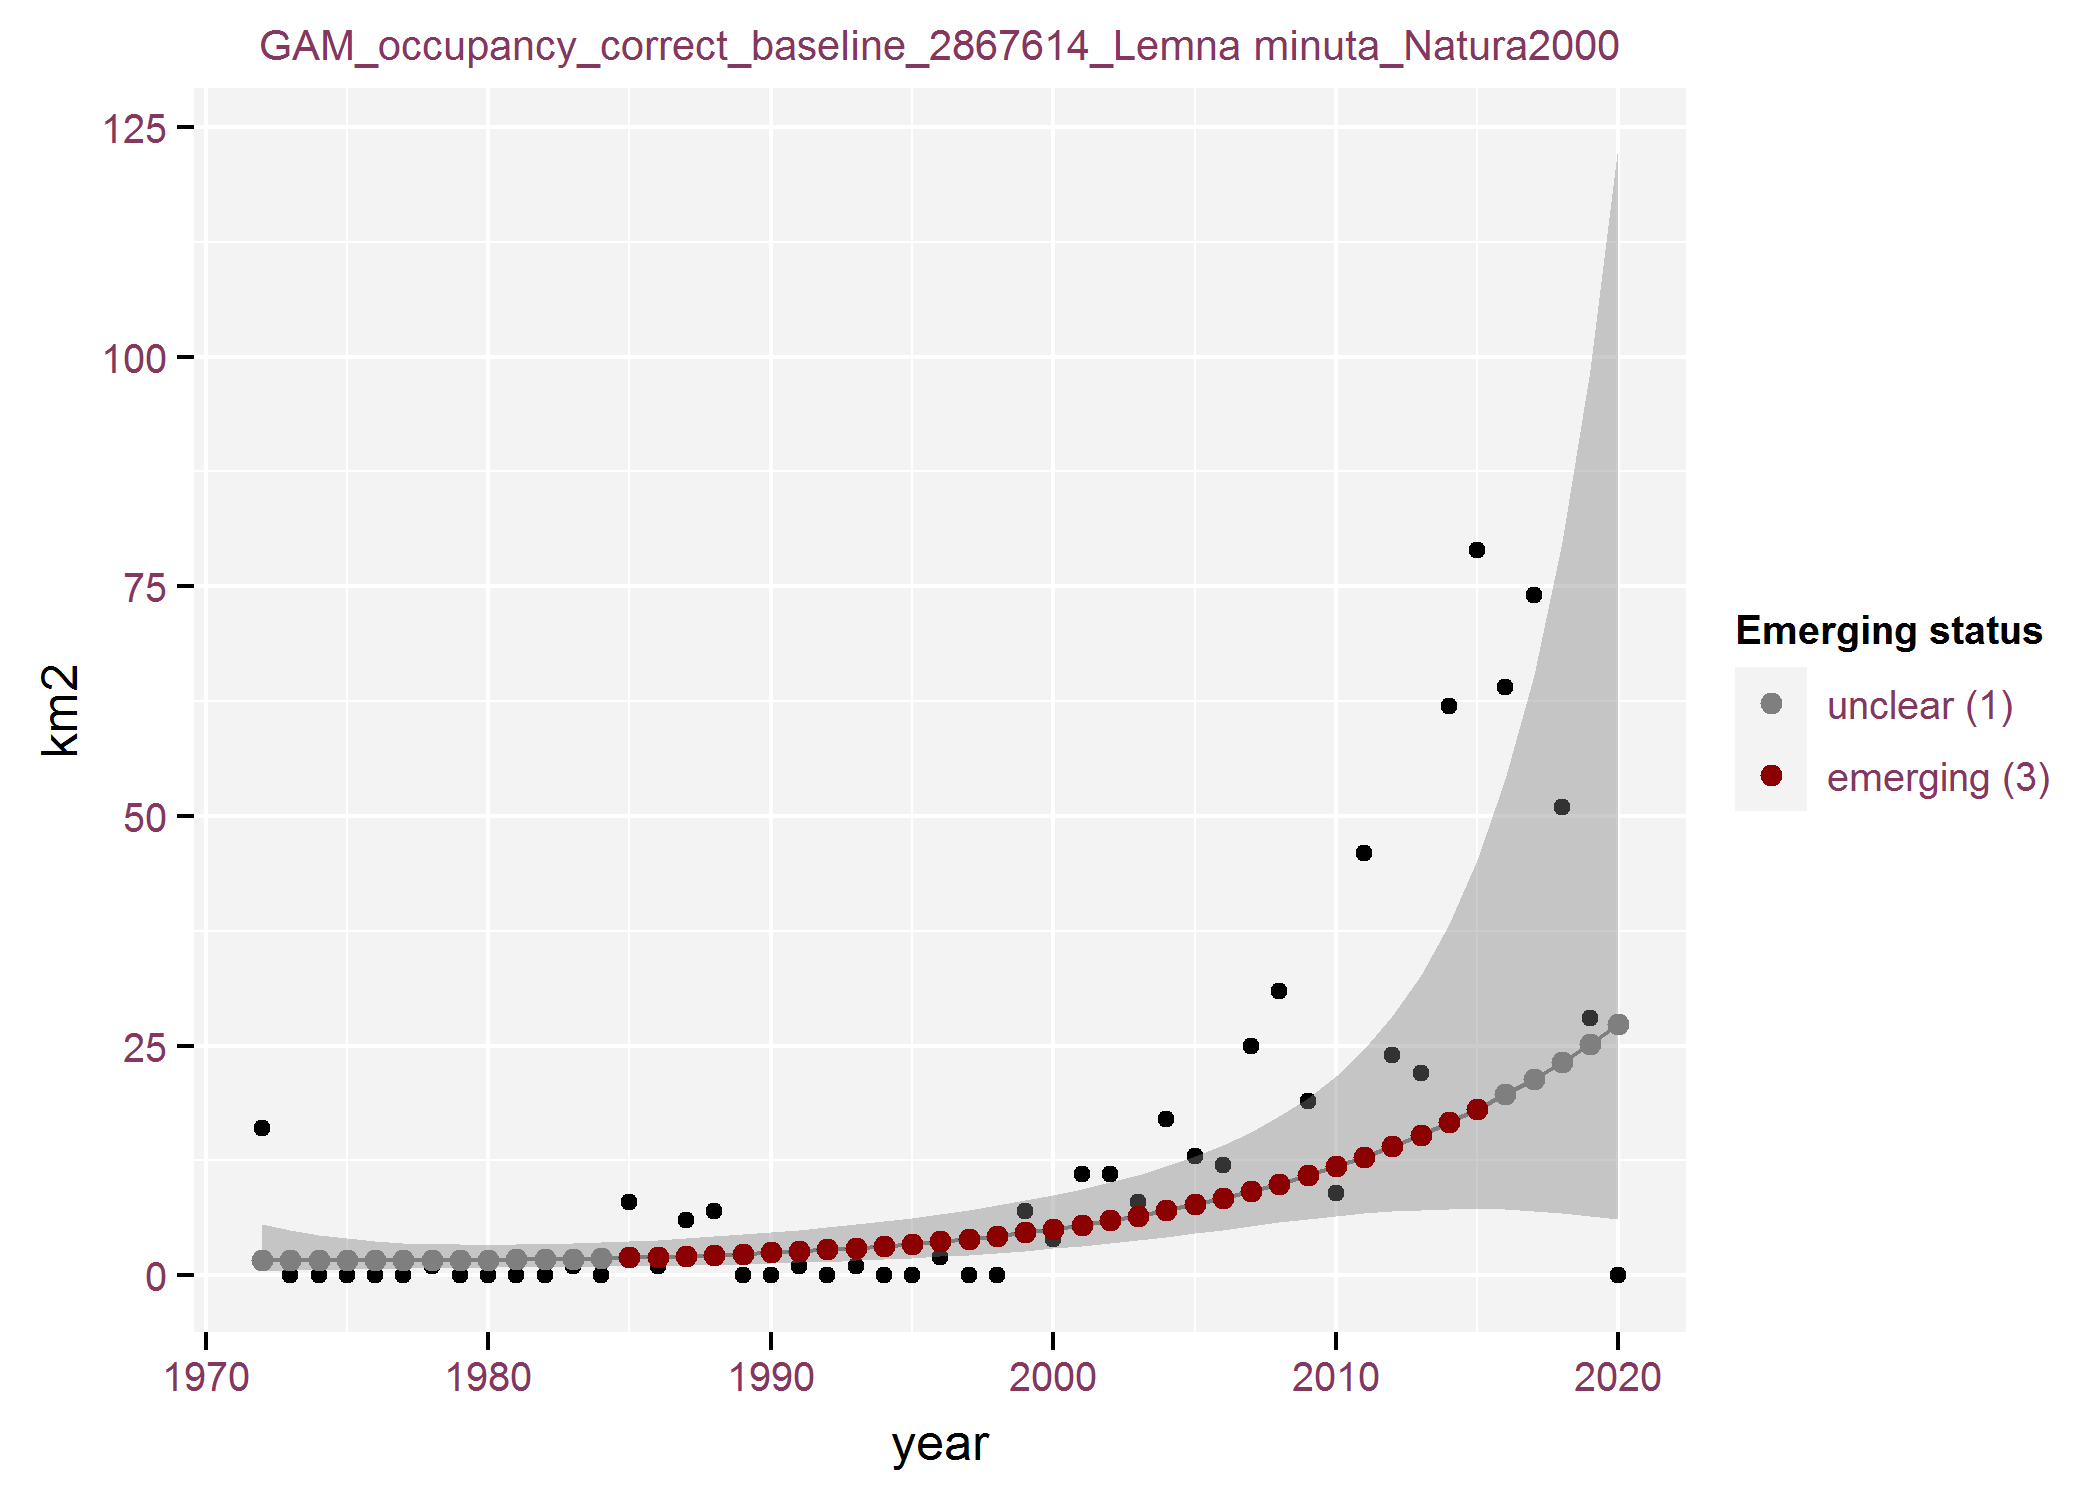 GAM_occupancy_correct_baseline_2867614_Lemna minuta_Natura2000
125
100
75
50
25
0
km2
1970 1980 1990 2000 2010 2020
year
Emerging status
unclear (1)
emerging (3)